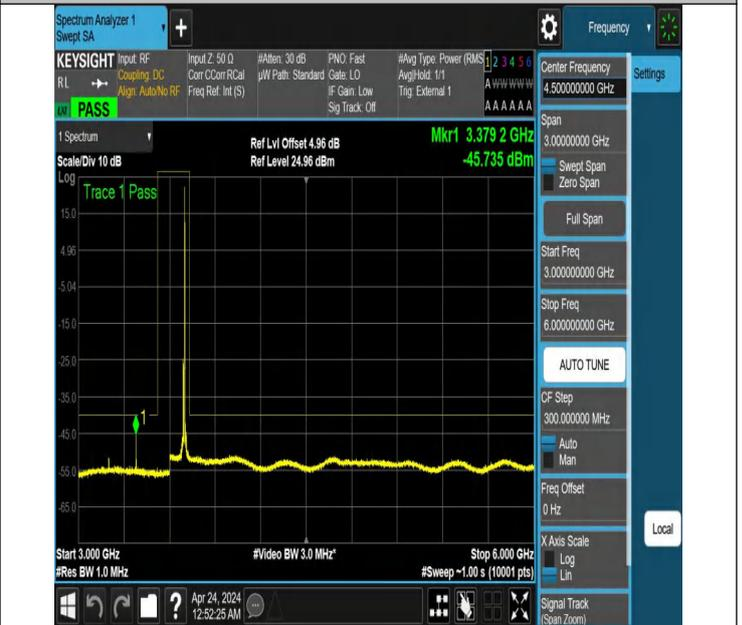 Spectrum Analyzer 1
Swept SA
+
Frequency
KEYSIGHT
RL
PASS
Input: RF
Coupling: DC
Align: Auto/No RF
Input Z: 50 Ω
Corr CCorr RCal
Freq Ref: Int (S)
#Atten: 30 dB
µW Path: Standard
PNO: Fast
Gate: LO
IF Gain: Low
Sig Track: Off
#Avg Type: Power (RMS
Avg|Hold: 1/1
Trig: External 1
1 2 3 4 5 6
A W W W W W
A A A A A A
1 Spectrum
Scale/Div 10 dB
Ref Lvl Offset 4.96 dB
Ref Level 24.96 dBm
Mkr1 3.379 2 GHz
-45.735 dBm
Log
Trace 1 Pass
15.0
4.96
-5.04
-15.0
-25.0
-35.0
-45.0
-55.0
-65.0
1
Start 3.000 GHz
#Res BW 1.0 MHz
#Video BW 3.0 MHz*
Stop 6.000 GHz
#Sweep ~1.00 s (10001 pts)
Apr 24, 2024
12:52:25 AM
?
Center Frequency
4.500000000 GHz
Settings
Span
3.00000000 GHz
Swept Span
Zero Span
Full Span
Start Freq
3.000000000 GHz
Stop Freq
6.000000000 GHz
AUTO TUNE
CF Step
300.000000 MHz
Auto
Man
Freq Offset
0 Hz
X Axis Scale
Log
Lin
Local
Signal Track
(Span Zoom)